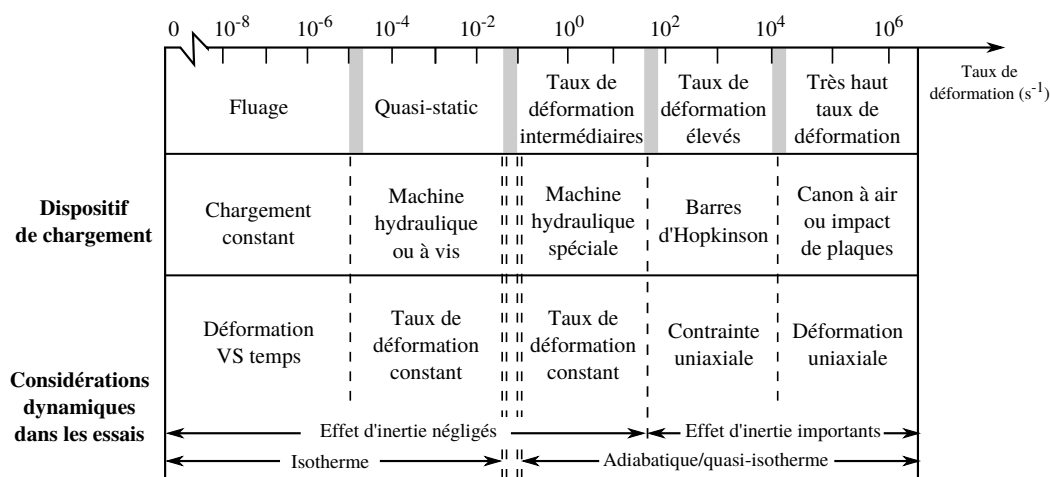 0 10⁻⁸ 10⁻⁶ 10⁻⁴ 10⁻² 10⁰ 10² 10⁴ 10⁶
Taux de
déformation (s⁻¹)
Fluage
Quasi-static
Taux de
déformation
intermédiaires
Taux de
déformation
élevés
Très haut
taux de
déformation
Dispositif
de chargement
Chargement
constant
Machine
hydraulique
ou à vis
Machine
hydraulique
spéciale
Barres
d'Hopkinson
Canon à air
ou impact
de plaques
Considérations
dynamiques
dans les essais
Déformation
VS temps
Taux de
déformation
constant
Taux de
déformation
constant
Contrainte
uniaxiale
Déformation
uniaxiale
Effet d'inertie négligés
Effet d'inertie importants
Isotherme
Adiabatique/quasi-isotherme